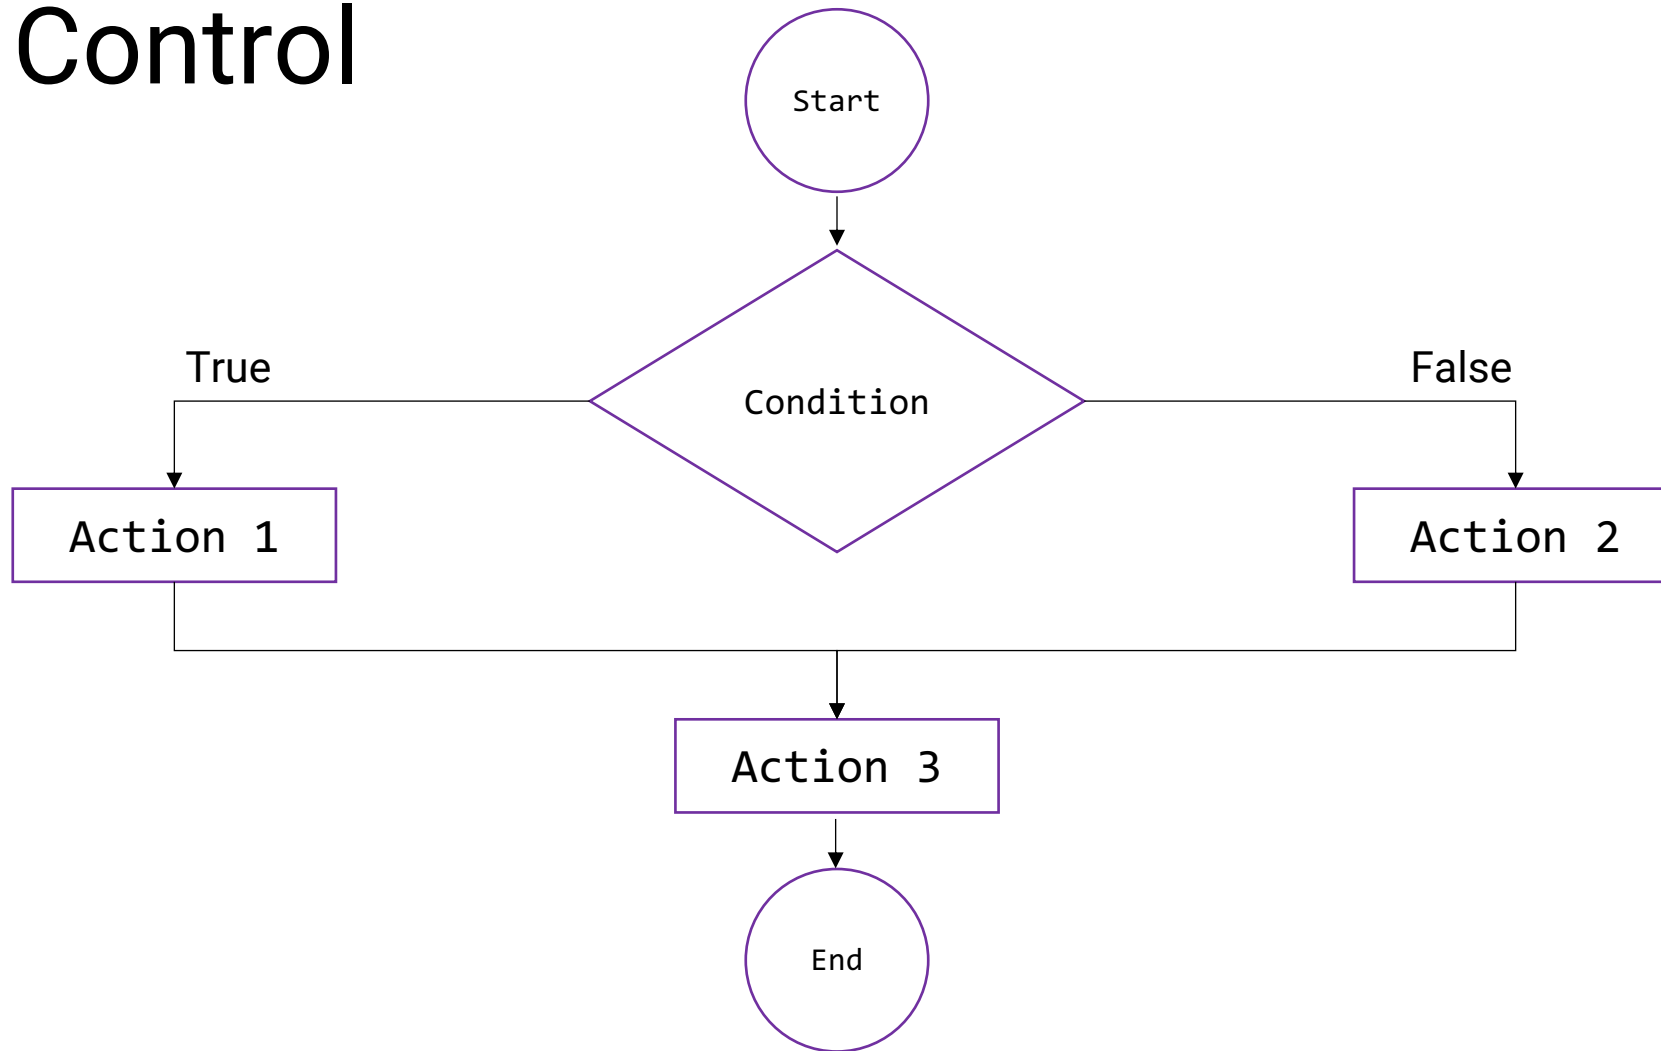 Control
Start
True
False
Condition
Action 1
Action 2
Action 3
End